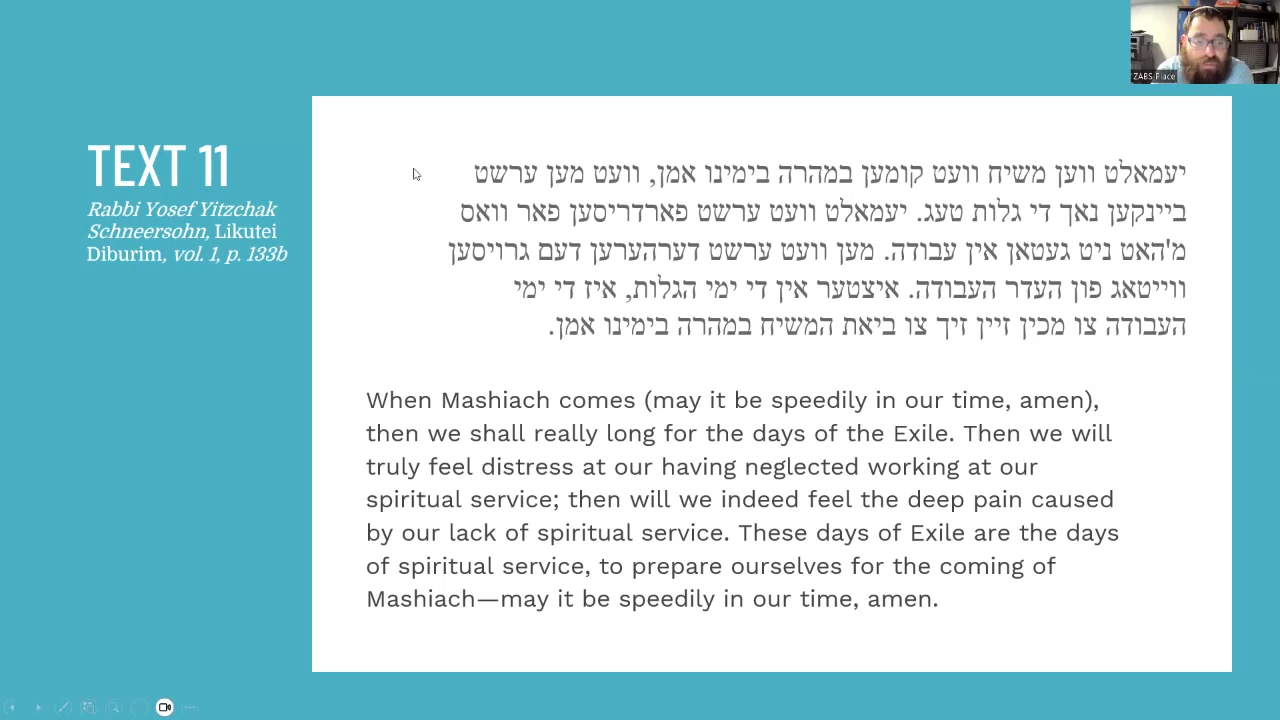 ZABS Place
TEXT 11
Rabbi Yosef Yitzchak
Schneersohn, Likutei
Diburim, vol. 1, p. 133b
יעמאלט ווען משיח וועט קומען במהרה בימינו אמן, וועט מען ערשט
ביינקען נאך די גלות טעג. יעמאלט וועט ערשט פארדריסען פאר וואס
מ'האט ניט געטאן אין עבודה. מען וועט ערשט דערהערען דעם גרויסען
ווייטאג פון העדר העבודה. איצטער אין די ימי הגלות, איז די ימי
העבודה צו מכין זיין זיך צו ביאת המשיח במהרה בימינו אמן.
When Mashiach comes (may it be speedily in our time, amen),
then we shall really long for the days of the Exile. Then we will
truly feel distress at our having neglected working at our
spiritual service; then will we indeed feel the deep pain caused
by our lack of spiritual service. These days of Exile are the days
of spiritual service, to prepare ourselves for the coming of
Mashiach—may it be speedily in our time, amen.